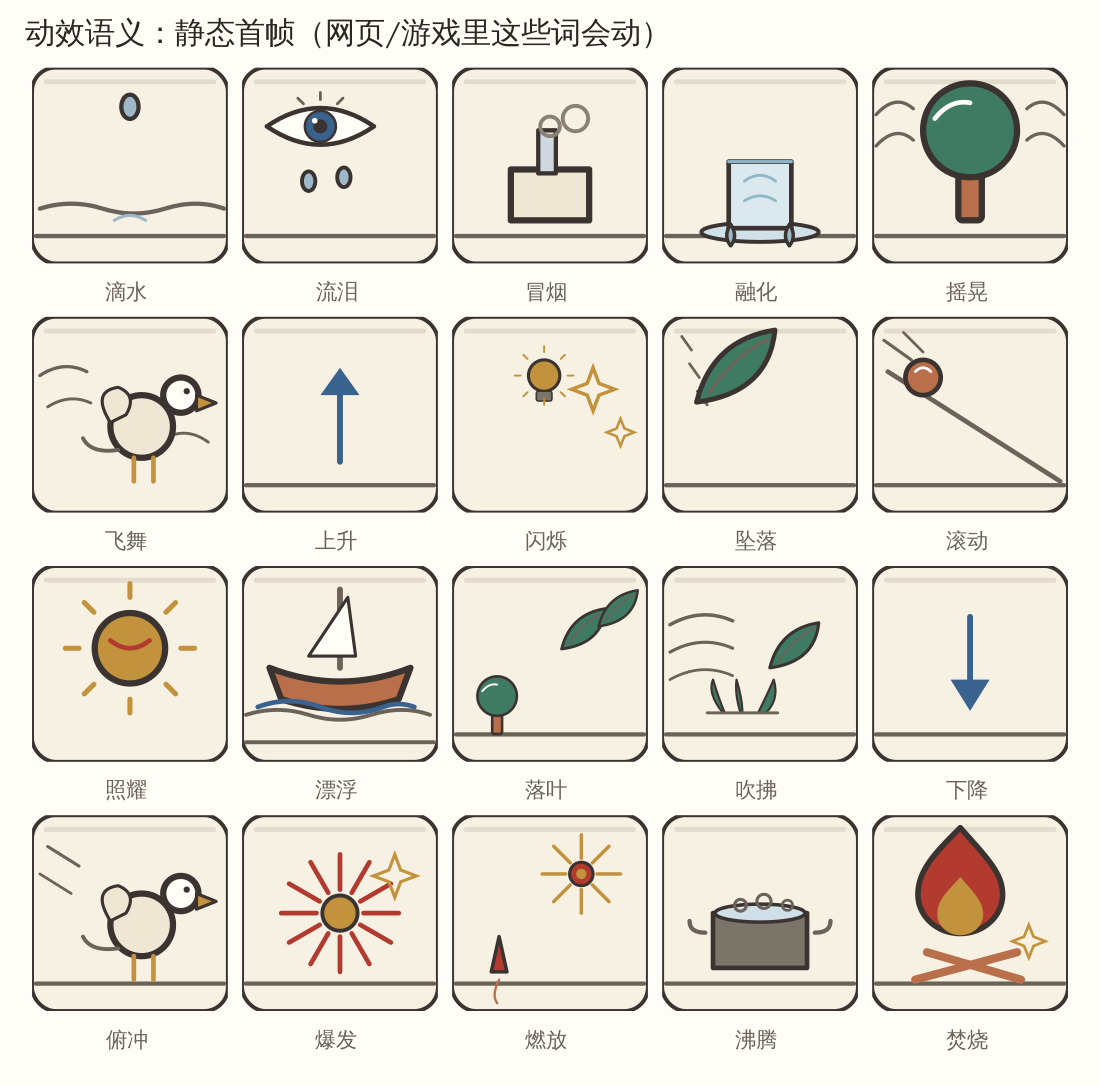 动效语义：静态首帧（网页/游戏里这些词会动）
滴水 流泪 冒烟 融化 摇晃
飞舞 上升 闪烁 坠落 滚动
照耀 漂浮 落叶 吹拂 下降
俯冲 爆发 燃放 沸腾 焚烧